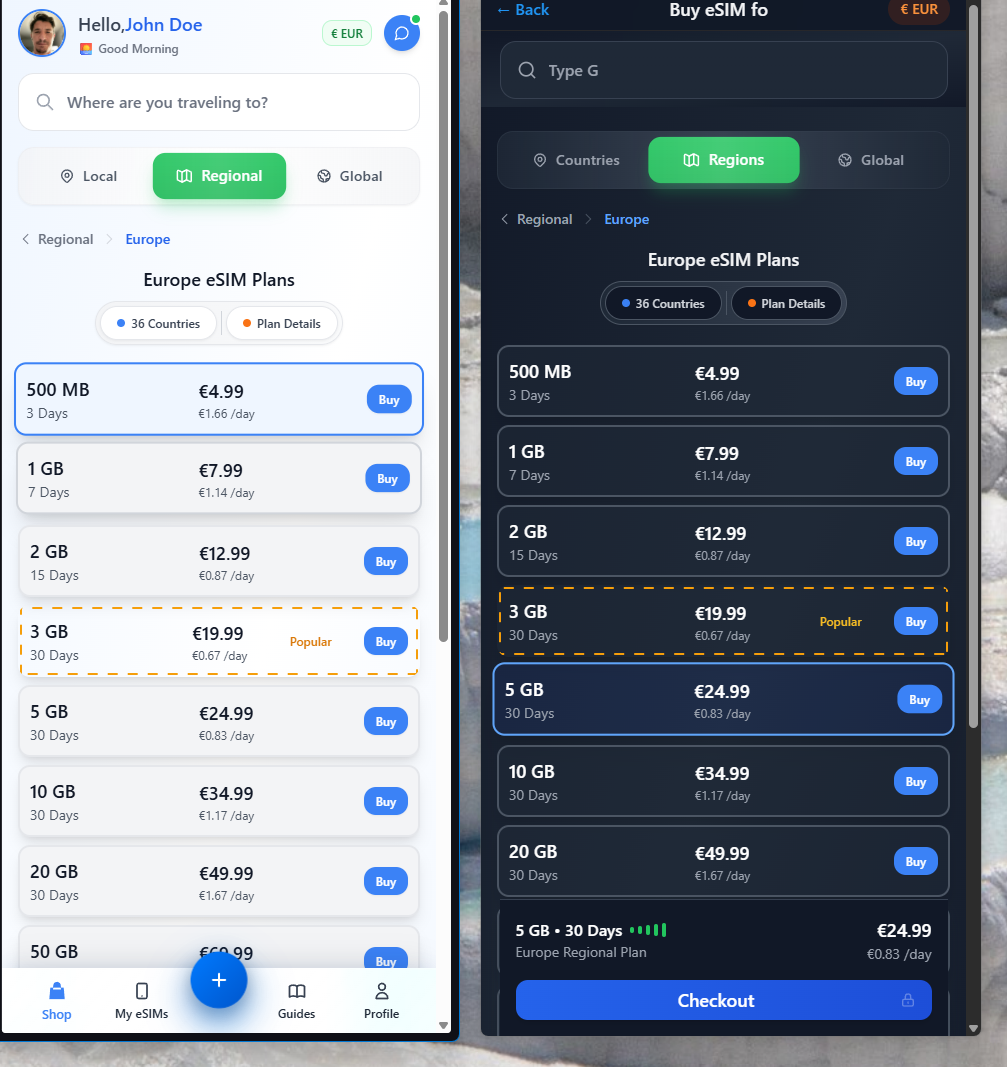 Hello,John Doe
Good Morning
€ EUR
Where are you traveling to?
Local
Regional
Global
Regional
Europe
Europe eSIM Plans
36 Countries
Plan Details
500 MB
€4.99
3 Days
€1.66 /day
Buy
1 GB
€7.99
7 Days
€1.14 /day
Buy
2 GB
€12.99
15 Days
€0.87 /day
Buy
3 GB
€19.99
30 Days
€0.67 /day
Popular
Buy
5 GB
€24.99
30 Days
€0.83 /day
Buy
10 GB
€34.99
30 Days
€1.17 /day
Buy
20 GB
€49.99
30 Days
€1.67 /day
Buy
50 GB
Buy
Shop
My eSIMs
Guides
Profile
← Back
Buy eSIM fo
€ EUR
Type G
Countries
Regions
Global
Regional
Europe
Europe eSIM Plans
36 Countries
Plan Details
500 MB
€4.99
3 Days
€1.66 /day
Buy
1 GB
€7.99
7 Days
€1.14 /day
Buy
2 GB
€12.99
15 Days
€0.87 /day
Buy
3 GB
€19.99
30 Days
€0.67 /day
Popular
Buy
5 GB
€24.99
30 Days
€0.83 /day
Buy
10 GB
€34.99
30 Days
€1.17 /day
Buy
20 GB
€49.99
30 Days
€1.67 /day
Buy
5 GB • 30 Days
€24.99
Europe Regional Plan
€0.83 /day
Checkout